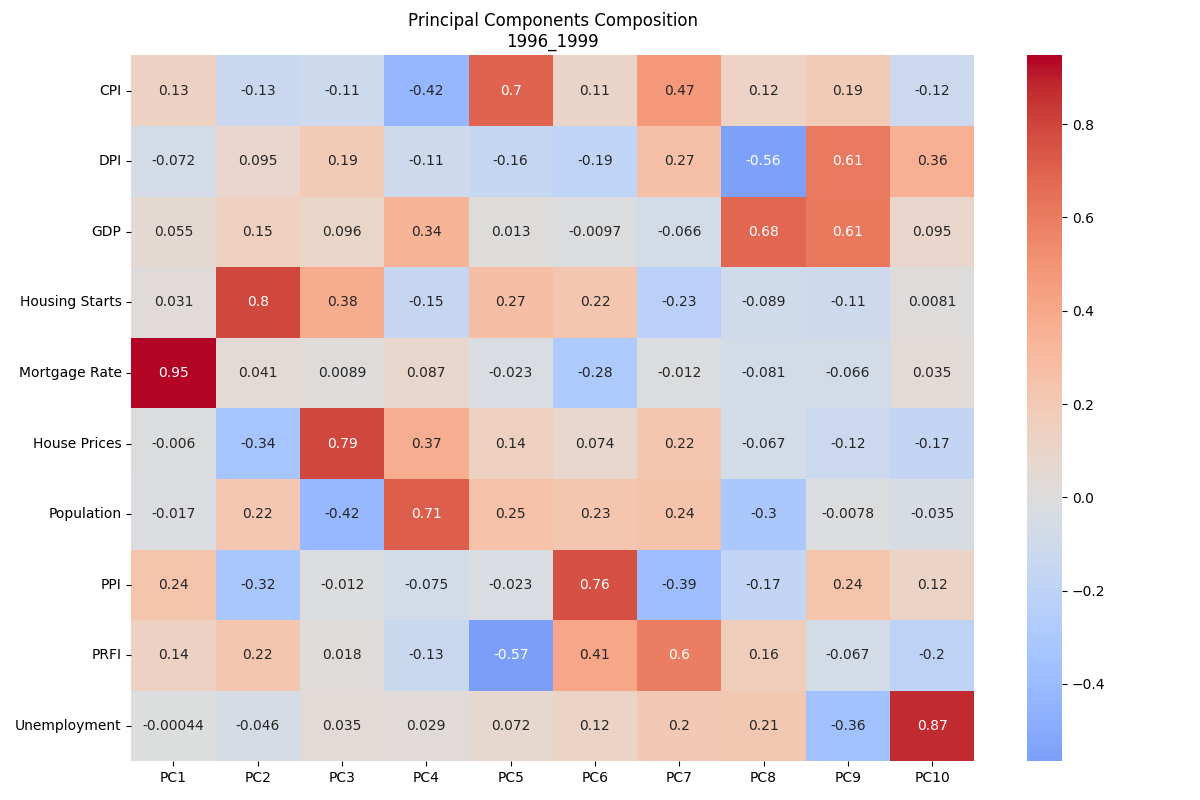 Principal Components Composition
1996_1999
CPI 0.13 -0.13 -0.11 -0.42 0.7 0.11 0.47 0.12 0.19 -0.12
0.8
DPI -0.072 0.095 0.19 -0.11 -0.16 -0.19 0.27 -0.56 0.61 0.36
GDP 0.055 0.15 0.096 0.34 0.013 -0.0097 -0.066 0.68 0.61 0.095
0.6
Housing Starts 0.031 0.8 0.38 -0.15 0.27 0.22 -0.23 -0.089 -0.11 0.0081
Mortgage Rate 0.95 0.041 0.0089 0.087 -0.023 -0.28 -0.012 -0.081 -0.066 0.035
0.4
House Prices -0.006 -0.34 0.79 0.37 0.14 0.074 0.22 -0.067 -0.12 -0.17
0.2
Population -0.017 0.22 -0.42 0.71 0.25 0.23 0.24 -0.3 -0.0078 -0.035
0.0
PPI 0.24 -0.32 -0.012 -0.075 -0.023 0.76 -0.39 -0.17 0.24 0.12
−0.2
PRFI 0.14 0.22 0.018 -0.13 -0.57 0.41 0.6 0.16 -0.067 -0.2
−0.4
Unemployment -0.00044 -0.046 0.035 0.029 0.072 0.12 0.2 0.21 -0.36 0.87
PC1 PC2 PC3 PC4 PC5 PC6 PC7 PC8 PC9 PC10